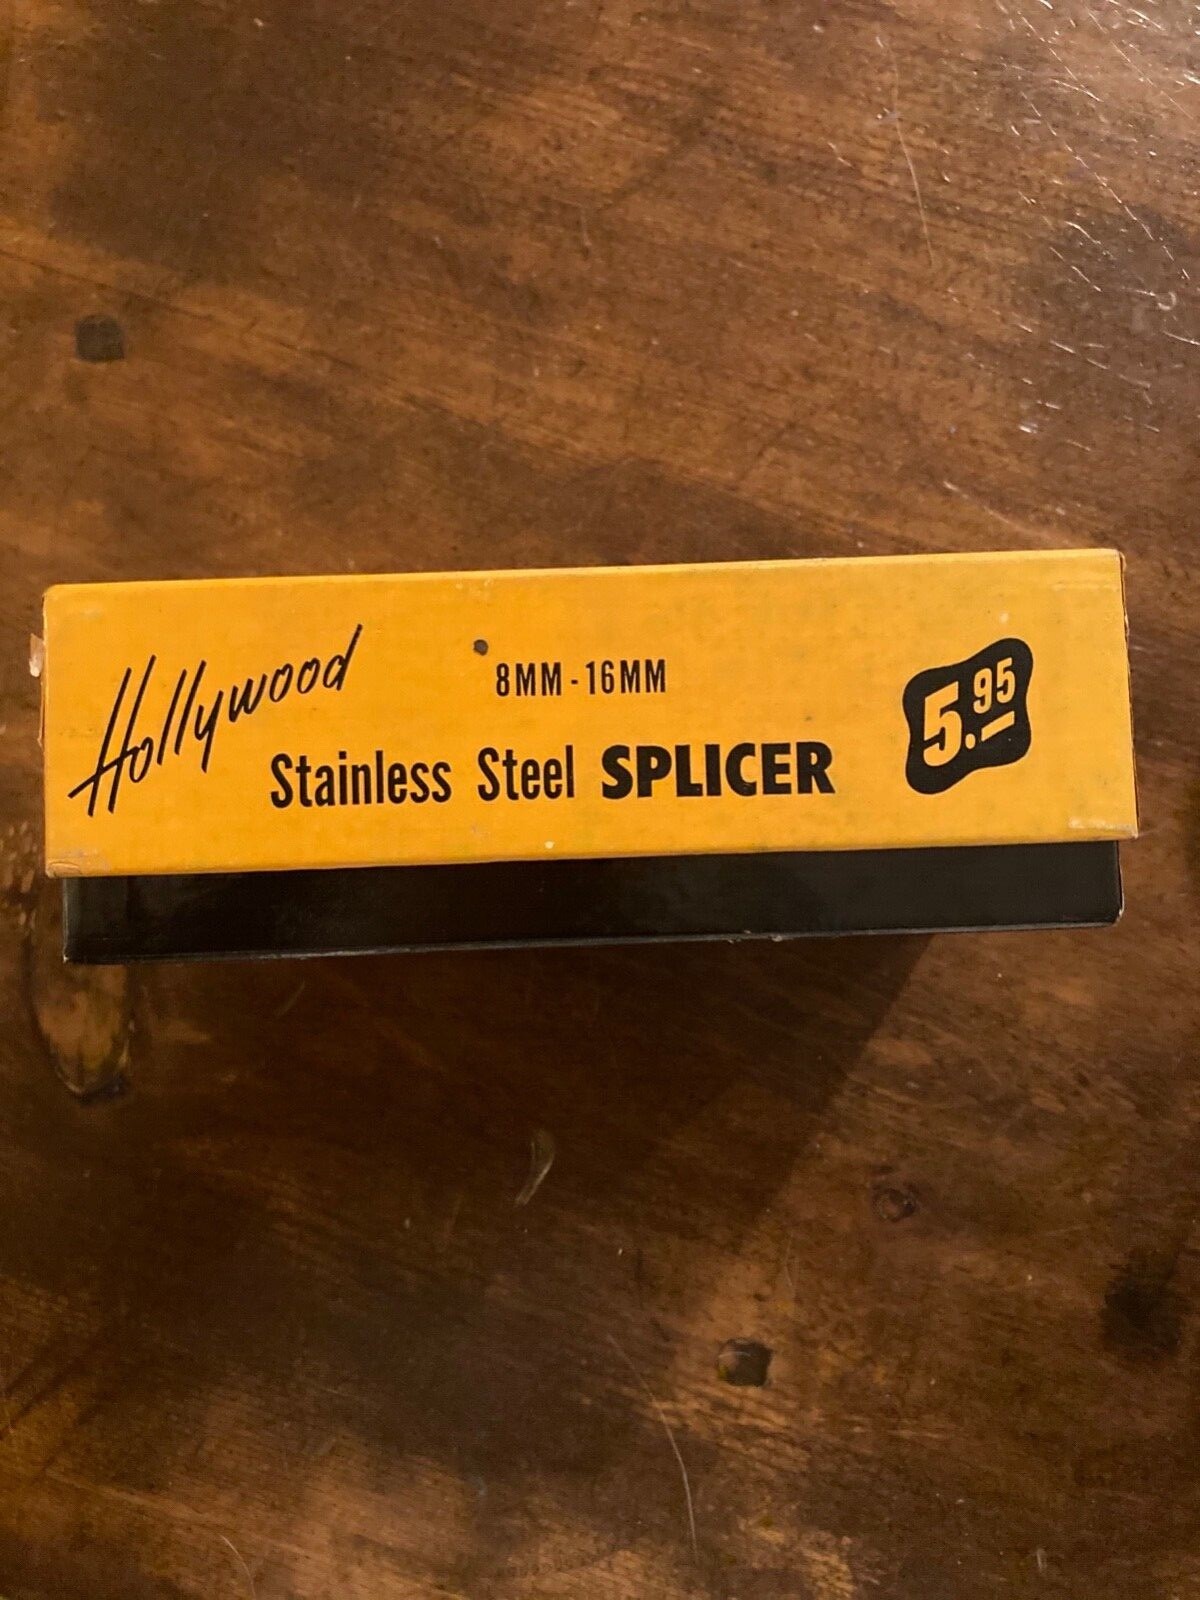 Hollywood
8MM-16MM
Stainless Steel SPLICER
5.95